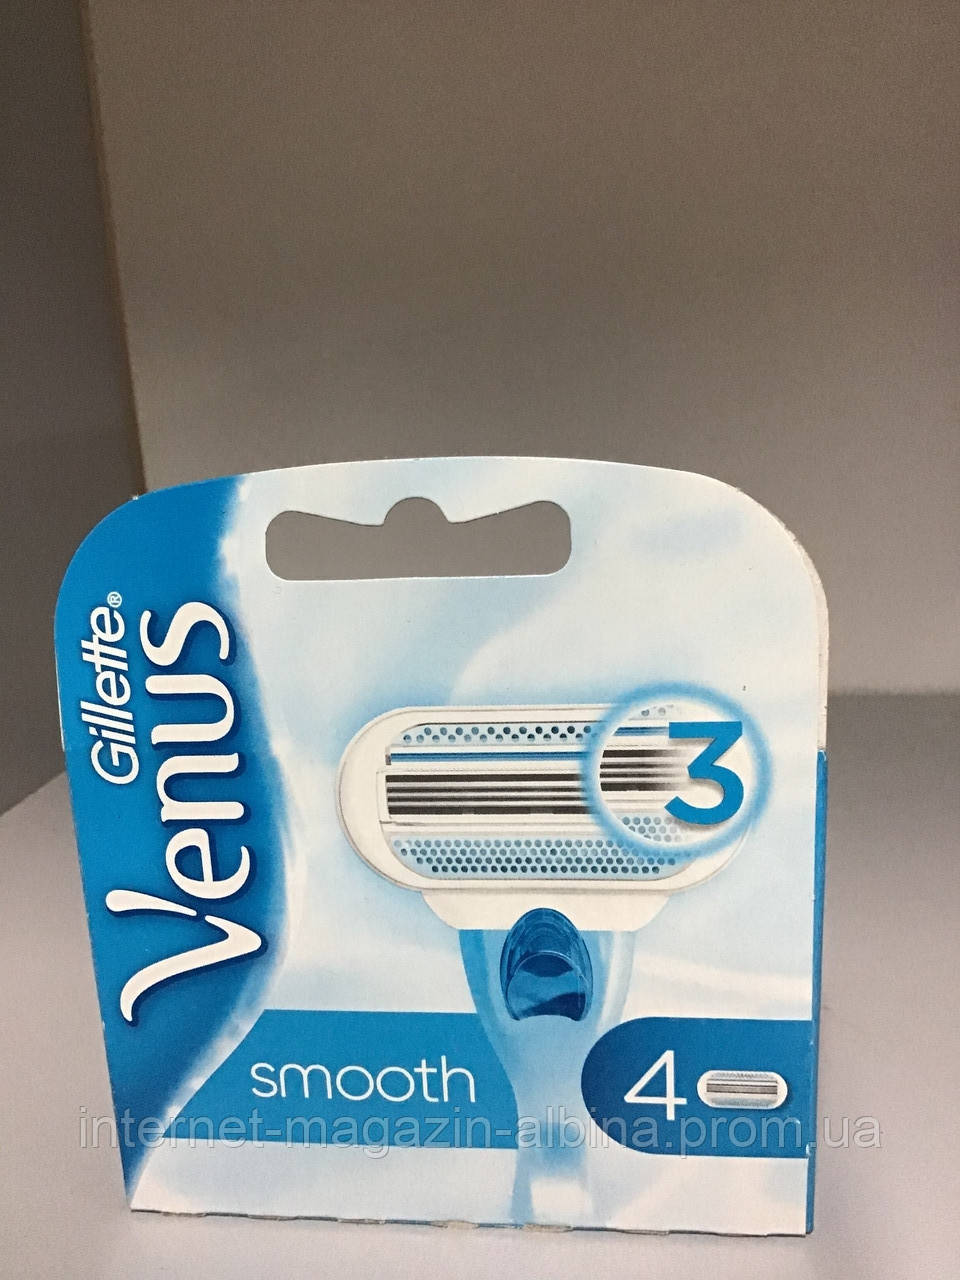 Gillette®
Venus
3
smooth
4
internet-magazin-albina.prom.ua